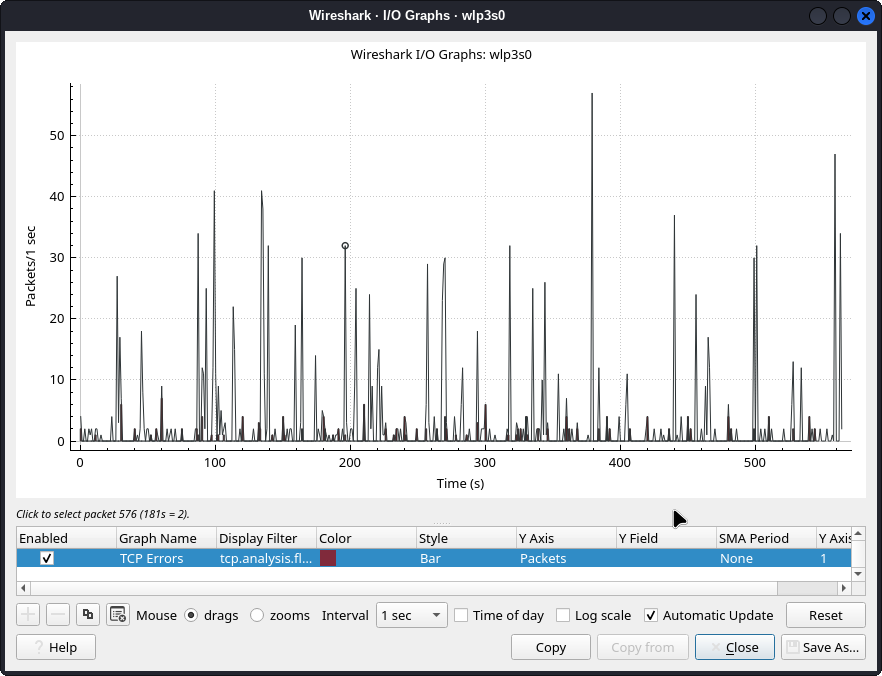 Wireshark · I/O Graphs · wlp3s0
Wireshark I/O Graphs: wlp3s0
Packets/1 sec
50
40
30
20
10
0
0 100 200 300 400 500
Time (s)
Click to select packet 576 (181s = 2).
Enabled Graph Name Display Filter Color Style Y Axis Y Field SMA Period Y Axis
TCP Errors tcp.analysis.fl... Bar Packets None 1
Mouse drags zooms Interval 1 sec Time of day Log scale Automatic Update Reset
? Help Copy Copy from Close Save As...